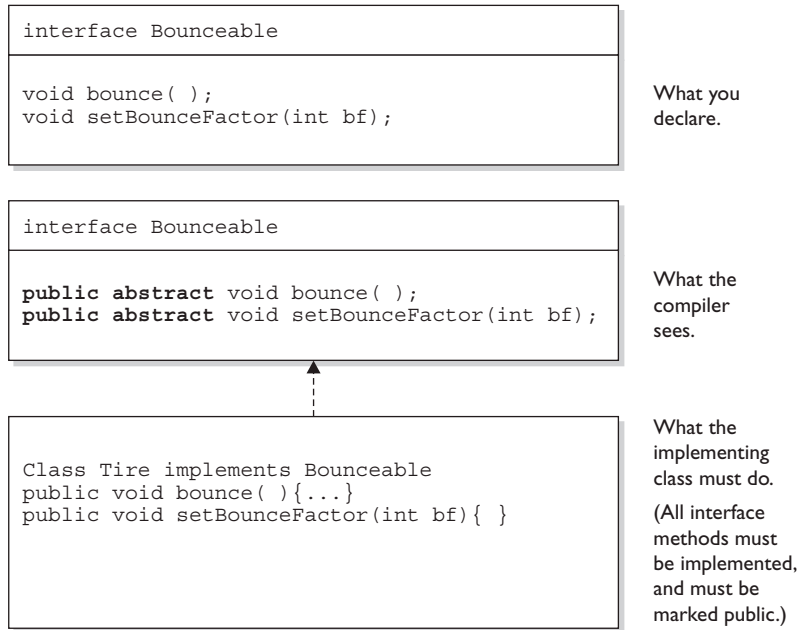 interface Bounceable
void bounce( );
void setBounceFactor(int bf);
What you
declare.
interface Bounceable
public abstract void bounce( );
public abstract void setBounceFactor(int bf);
What the
compiler
sees.
Class Tire implements Bounceable
public void bounce( ){...}
public void setBounceFactor(int bf){ }
What the
implementing
class must do.
(All interface
methods must
be implemented,
and must be
marked public.)